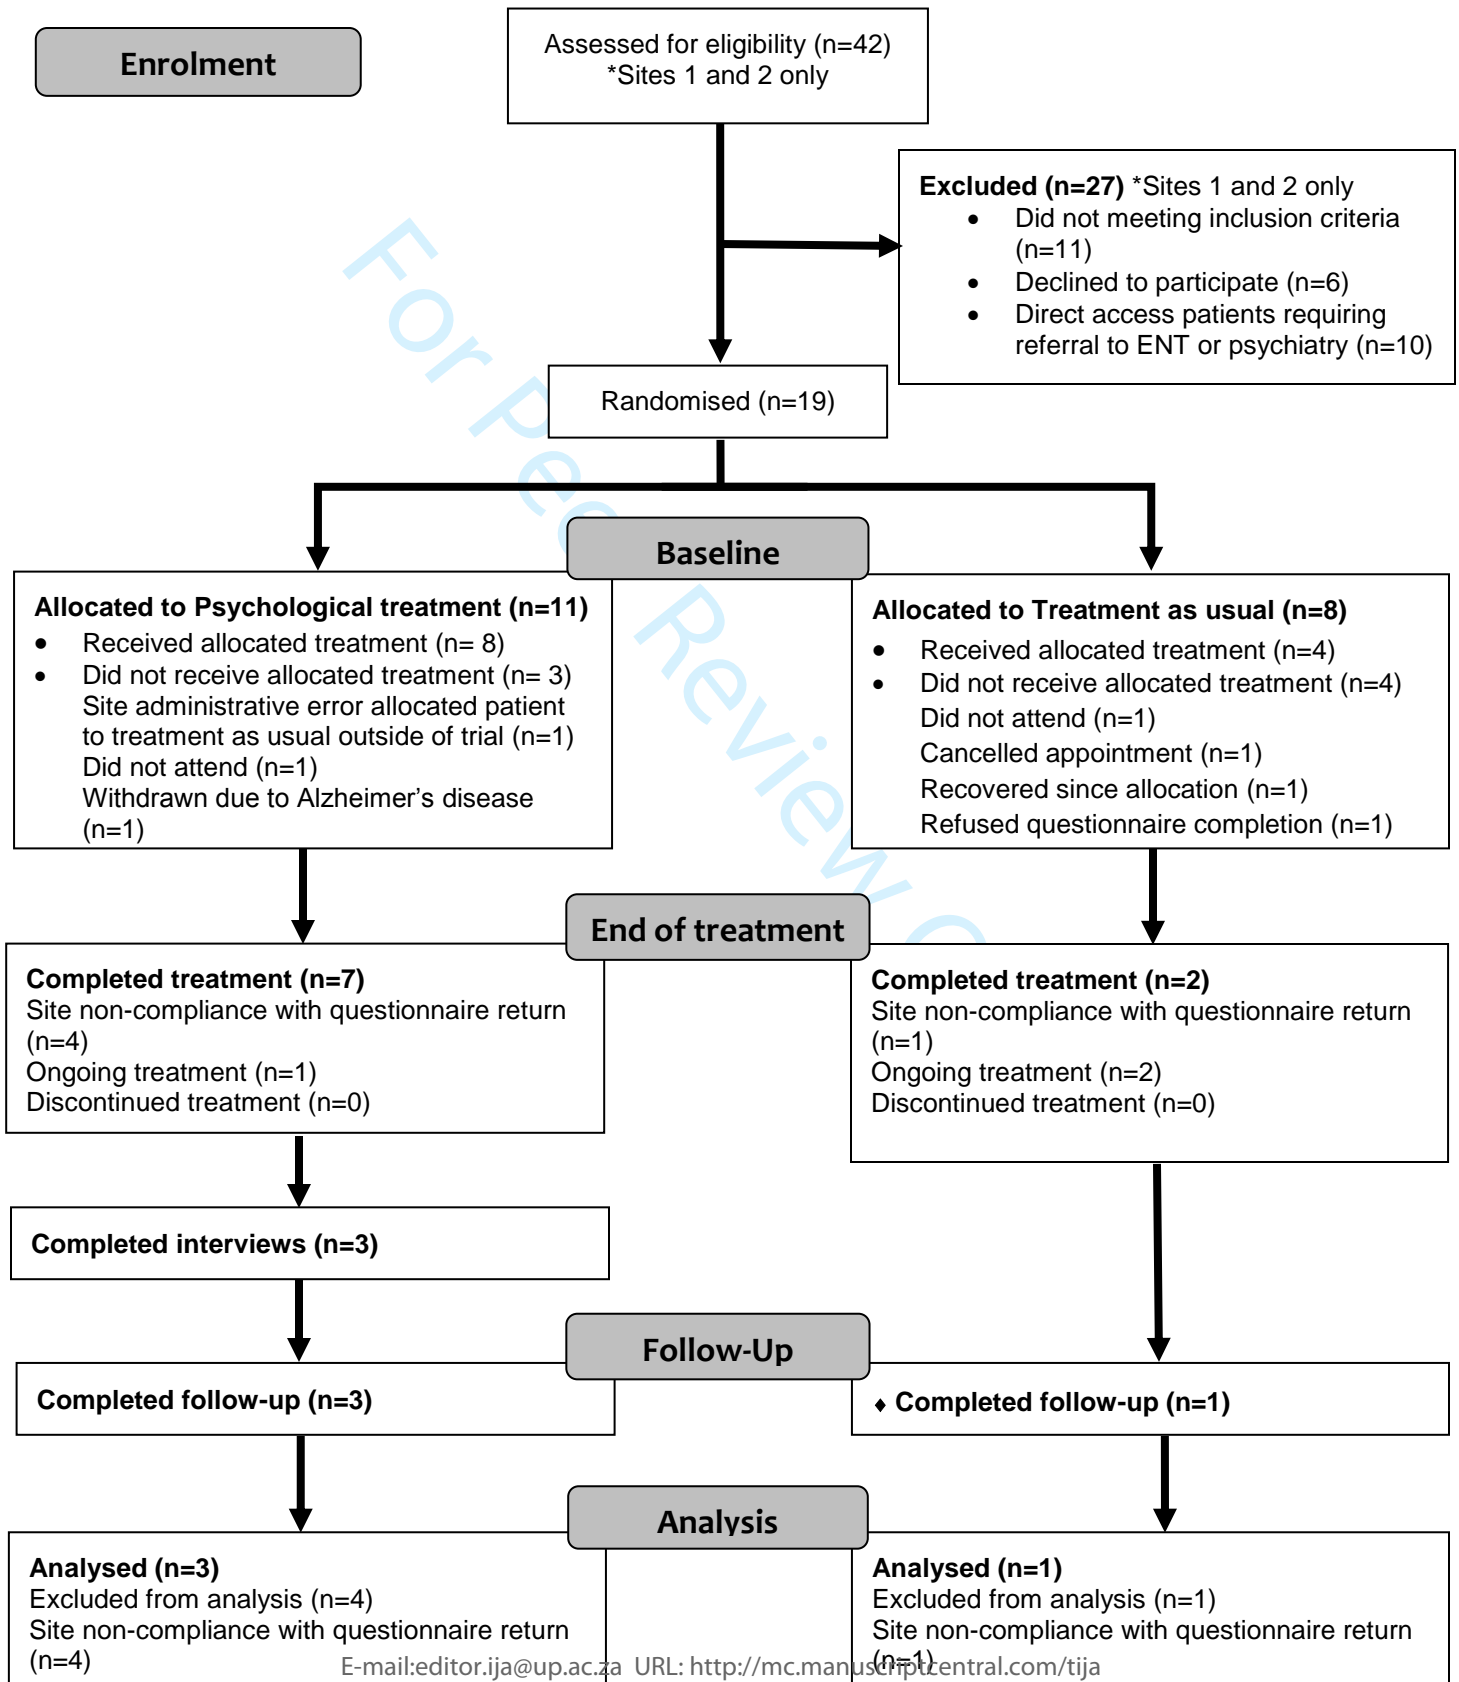 Enrolment
Assessed for eligibility (n=42)
*Sites 1 and 2 only
Excluded (n=27) *Sites 1 and 2 only
• Did not meeting inclusion criteria
(n=11)
• Declined to participate (n=6)
• Direct access patients requiring
referral to ENT or psychiatry (n=10)
Randomised (n=19)
Baseline
Allocated to Psychological treatment (n=11)
• Received allocated treatment (n= 8)
• Did not receive allocated treatment (n= 3)
Site administrative error allocated patient
to treatment as usual outside of trial (n=1)
Did not attend (n=1)
Withdrawn due to Alzheimer's disease
(n=1)
Allocated to Treatment as usual (n=8)
• Received allocated treatment (n=4)
• Did not receive allocated treatment (n=4)
Did not attend (n=1)
Cancelled appointment (n=1)
Recovered since allocation (n=1)
Refused questionnaire completion (n=1)
End of treatment
Completed treatment (n=7)
Site non-compliance with questionnaire return
(n=4)
Ongoing treatment (n=1)
Discontinued treatment (n=0)
Completed treatment (n=2)
Site non-compliance with questionnaire return
(n=1)
Ongoing treatment (n=2)
Discontinued treatment (n=0)
Completed interviews (n=3)
Follow-Up
Completed follow-up (n=3)
♦ Completed follow-up (n=1)
Analysis
Analysed (n=3)
Excluded from analysis (n=4)
Site non-compliance with questionnaire return
(n=4)
Analysed (n=1)
Excluded from analysis (n=1)
Site non-compliance with questionnaire return
(n=1)
E-mail:editor.ija@up.ac.za URL: http://mc.manuscriptcentral.com/tija
For Peer Review